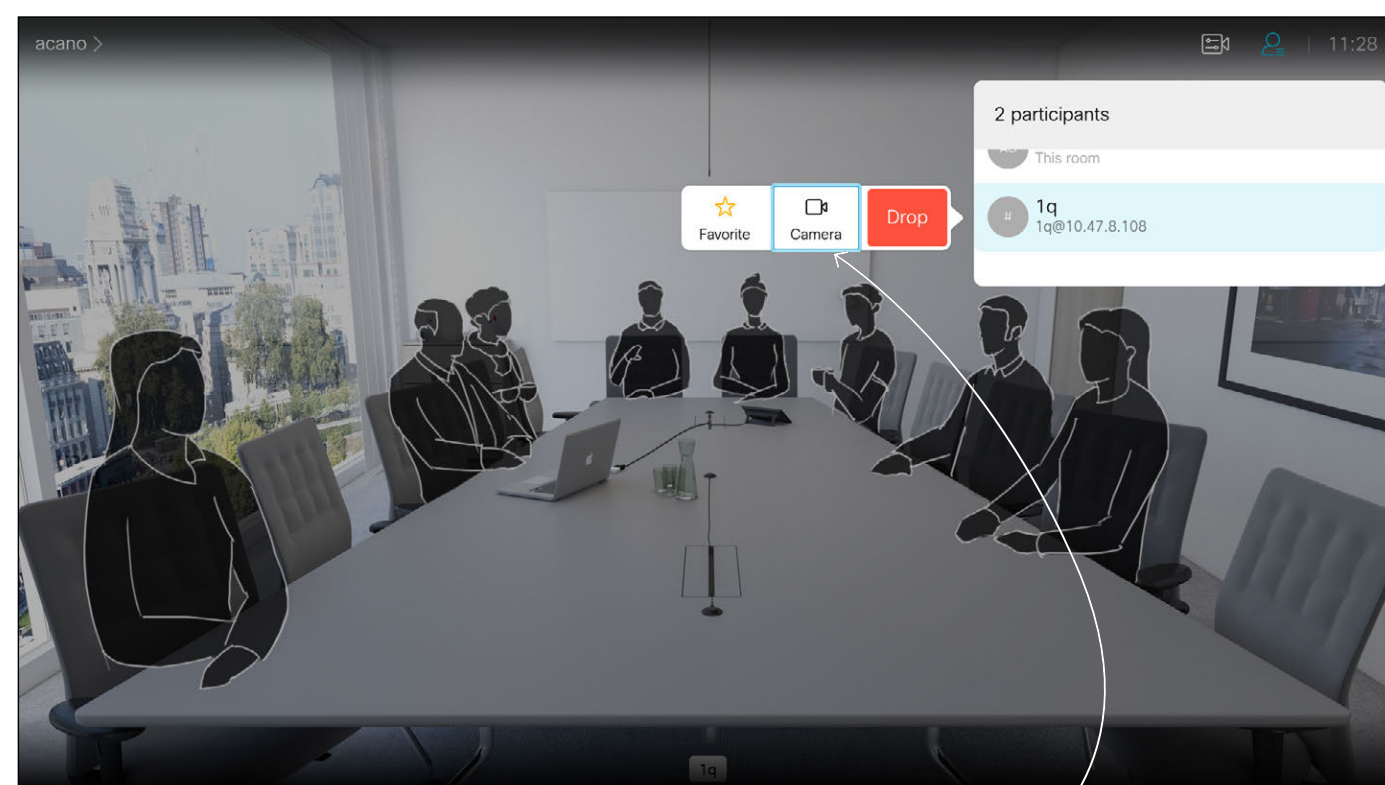 acano >
11:28
2 participants
This room
1q
#
1q@10.47.8.108
Favorite
Camera
Drop
1q